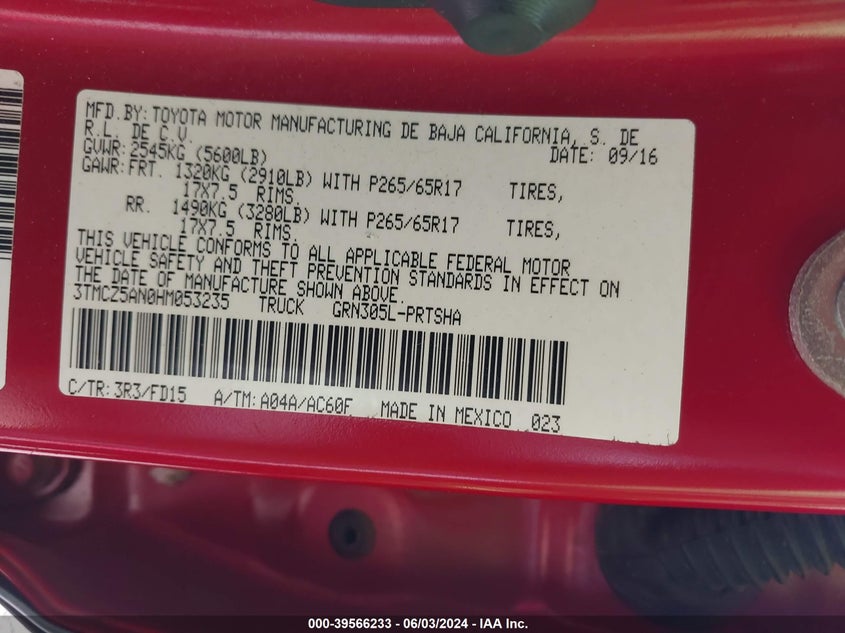 MFD.BY:TOYOTA MOTOR MANUFACTURING DE BAJA CALIFORNIA, S. DE
R.L. DE C.V.
DATE: 09/16
GVWR:2545KG (5600LB)
GAWR:FRT. 1320KG (2910LB) WITH P265/65R17 TIRES,
17X7.5 RIMS.
RR. 1490KG (3280LB) WITH P265/65R17 TIRES,
17X7.5 RIMS.
THIS VEHICLE CONFORMS TO ALL APPLICABLE FEDERAL MOTOR
VEHICLE SAFETY AND THEFT PREVENTION STANDARDS IN EFFECT ON
THE DATE OF MANUFACTURE SHOWN ABOVE.
3TMCZ5AN0HM053235 TRUCK GRN305L-PRTSHA
C/TR:3R3/FD15 A/TM:A04A/AC60F MADE IN MEXICO 023
000-39566233 - 06/03/2024 - IAA Inc.